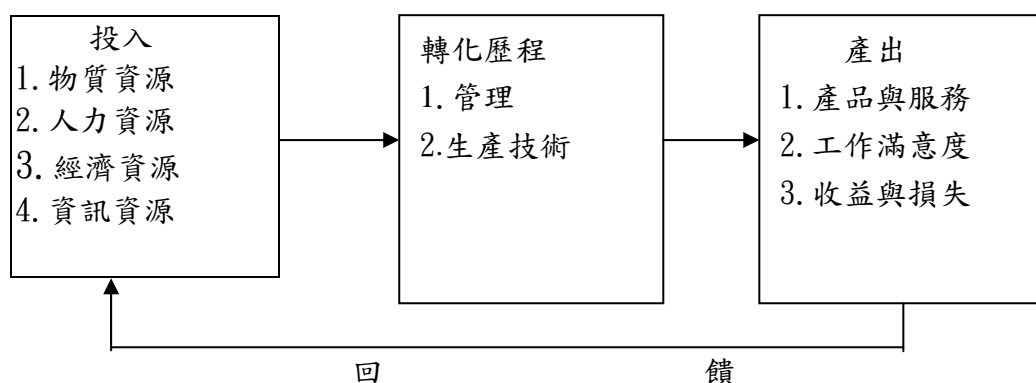 投入
1.物質資源
2.人力資源
3.經濟資源
4.資訊資源
轉化歷程
1.管理
2.生產技術
產出
1.產品與服務
2.工作滿意度
3.收益與損失
回 饋